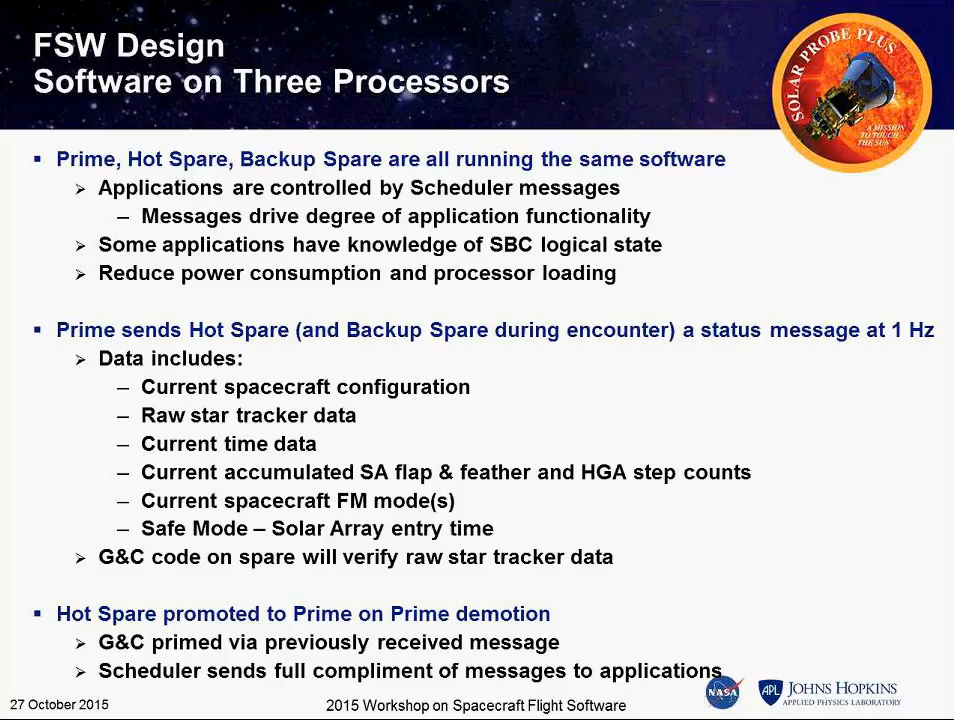 FSW Design
Software on Three Processors
SOLAR PROBE PLUS
A MISSION
TO TOUCH
THE SUN
▪ Prime, Hot Spare, Backup Spare are all running the same software
➢ Applications are controlled by Scheduler messages
– Messages drive degree of application functionality
➢ Some applications have knowledge of SBC logical state
➢ Reduce power consumption and processor loading
▪ Prime sends Hot Spare (and Backup Spare during encounter) a status message at 1 Hz
➢ Data includes:
– Current spacecraft configuration
– Raw star tracker data
– Current time data
– Current accumulated SA flap & feather and HGA step counts
– Current spacecraft FM mode(s)
– Safe Mode – Solar Array entry time
➢ G&C code on spare will verify raw star tracker data
▪ Hot Spare promoted to Prime on Prime demotion
➢ G&C primed via previously received message
➢ Scheduler sends full compliment of messages to applications
27 October 2015
2015 Workshop on Spacecraft Flight Software
NASA
APL
JOHNS HOPKINS
APPLIED PHYSICS LABORATORY